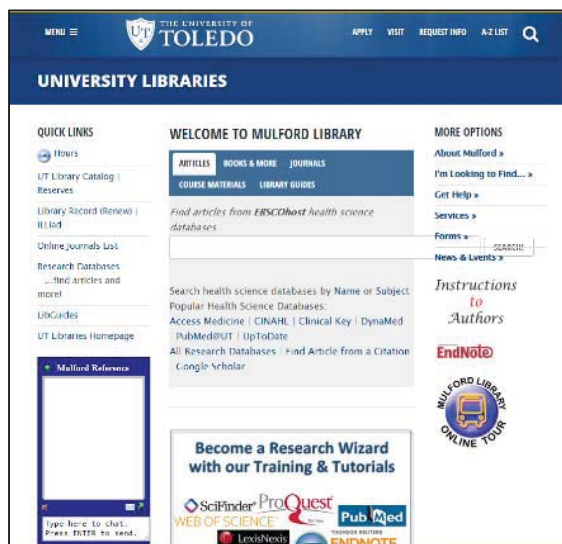 MENU
THE UNIVERSITY OF
UT
TOLEDO
APPLY VISIT REQUEST INFO A-Z LIST
UNIVERSITY LIBRARIES
QUICK LINKS
Hours
UT Library Catalog |
Reserves
Library Record (Renew) |
ILLiad
Online Journals List
Research Databases
...find articles and
more!
LibGuides
UT Libraries Homepage
Mulford Reference
Type here to chat.
Press ENTER to send.
WELCOME TO MULFORD LIBRARY
ARTICLES BOOKS & MORE JOURNALS
COURSE MATERIALS LIBRARY GUIDES
Find articles from EBSCOhost health science
databases
SEARCH!
Search health science databases by Name or Subject
Popular Health Science Databases:
Access Medicine | CINAHL | Clinical Key | DynaMed
PubMed@UT | UpToDate
All Research Databases | Find Article from a Citation
Google Scholar
Become a Research Wizard
with our Training & Tutorials
SciFinder ProQuest
WEB OF SCIENCE
PubMed
LexisNexis
THOMSON REUTERS
ENDNOTE
MORE OPTIONS
About Mulford »
I'm Looking to Find... »
Get Help »
Services »
Forms »
News & Events »
Instructions
to
Authors
EndNote
MULFORD LIBRARY
ONLINE TOUR